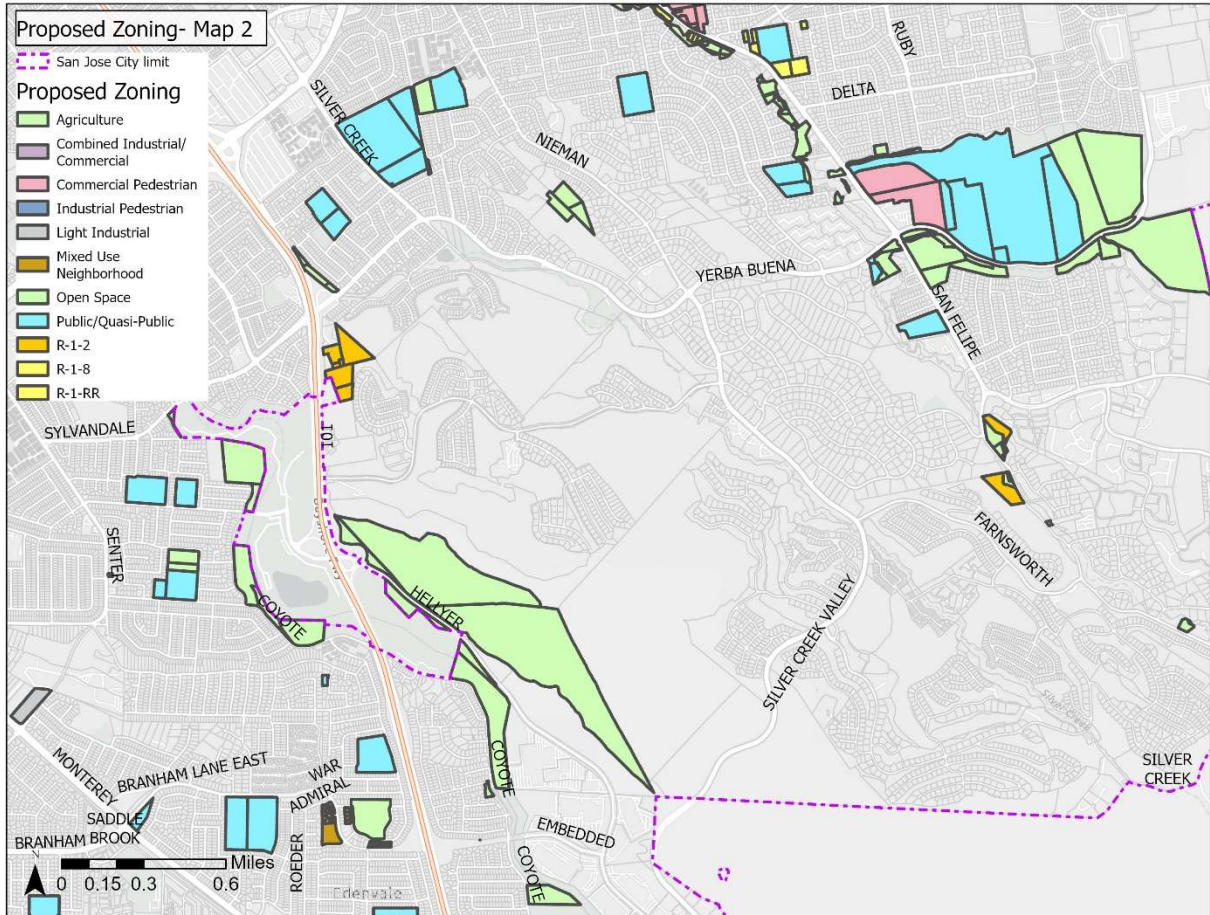 Proposed Zoning- Map 2
San Jose City limit
Proposed Zoning
Agriculture
Combined Industrial/
Commercial
Commercial Pedestrian
Industrial Pedestrian
Light Industrial
Mixed Use
Neighborhood
Open Space
Public/Quasi-Public
R-1-2
R-1-8
R-1-RR
SILVER CREEK
NIEMAN
RUBY
DELTA
YERBA BUENA
SAN FELIPE
SYLVANDALE
101
SENTER
COYOTE
HELLYER
FARNSWORTH
SILVER CREEK VALLEY
Silver Creek
SILVER
CREEK
MONTEREY
BRANHAM LANE EAST
WAR
ADMIRAL
COYOTE
SADDLE
BROOK
BRANHAM
ROEDER
EMBEDDED
COYOTE
Edenvale
N
Miles
0 0.15 0.3 0.6